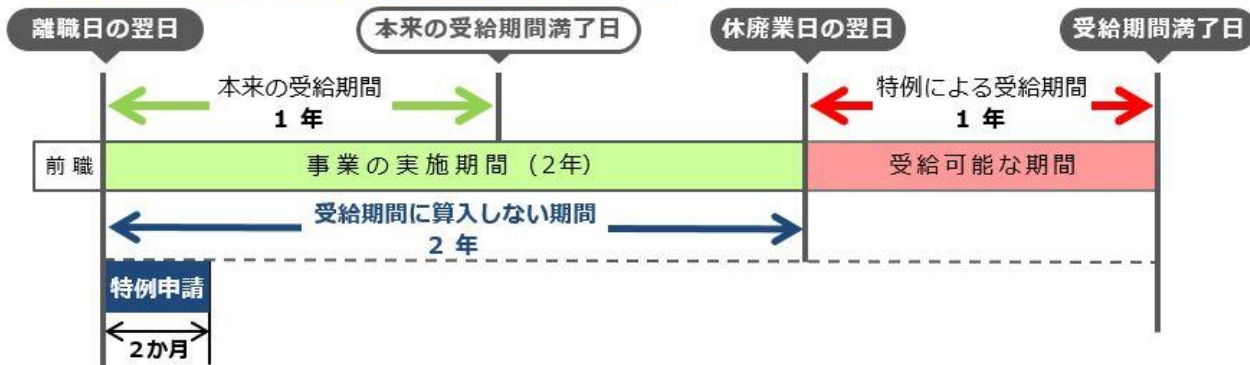 離職日の翌日
本来の受給期間満了日
休廃業日の翌日
受給期間満了日
本来の受給期間
1 年
特例による受給期間
1 年
前職
事業の実施期間（2年）
受給可能な期間
受給期間に算入しない期間
2 年
特例申請
2か月